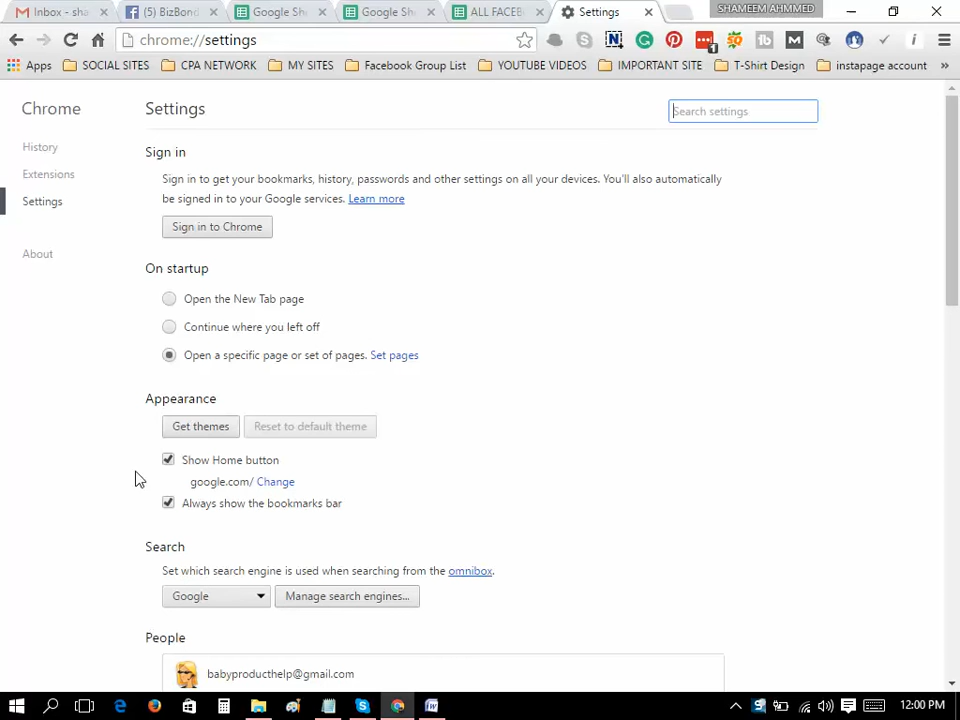 Inbox - sha
(5) BizBond
Google She
Google She
ALL FACEB
Settings
SHAMEEM AHMMED
chrome://settings
Apps
SOCIAL SITES
CPA NETWORK
MY SITES
Facebook Group List
YOUTUBE VIDEOS
IMPORTANT SITE
T-Shirt Design
instapage account
»
Chrome
History
Extensions
Settings
About
Settings
Search settings
Sign in
Sign in to get your bookmarks, history, passwords and other settings on all your devices. You'll also automatically
be signed in to your Google services. Learn more
Sign in to Chrome
On startup
Open the New Tab page
Continue where you left off
Open a specific page or set of pages. Set pages
Appearance
Get themes
Reset to default theme
Show Home button
google.com/ Change
Always show the bookmarks bar
Search
Set which search engine is used when searching from the omnibox.
Google
Manage search engines...
People
babyproducthelp@gmail.com
12:00 PM